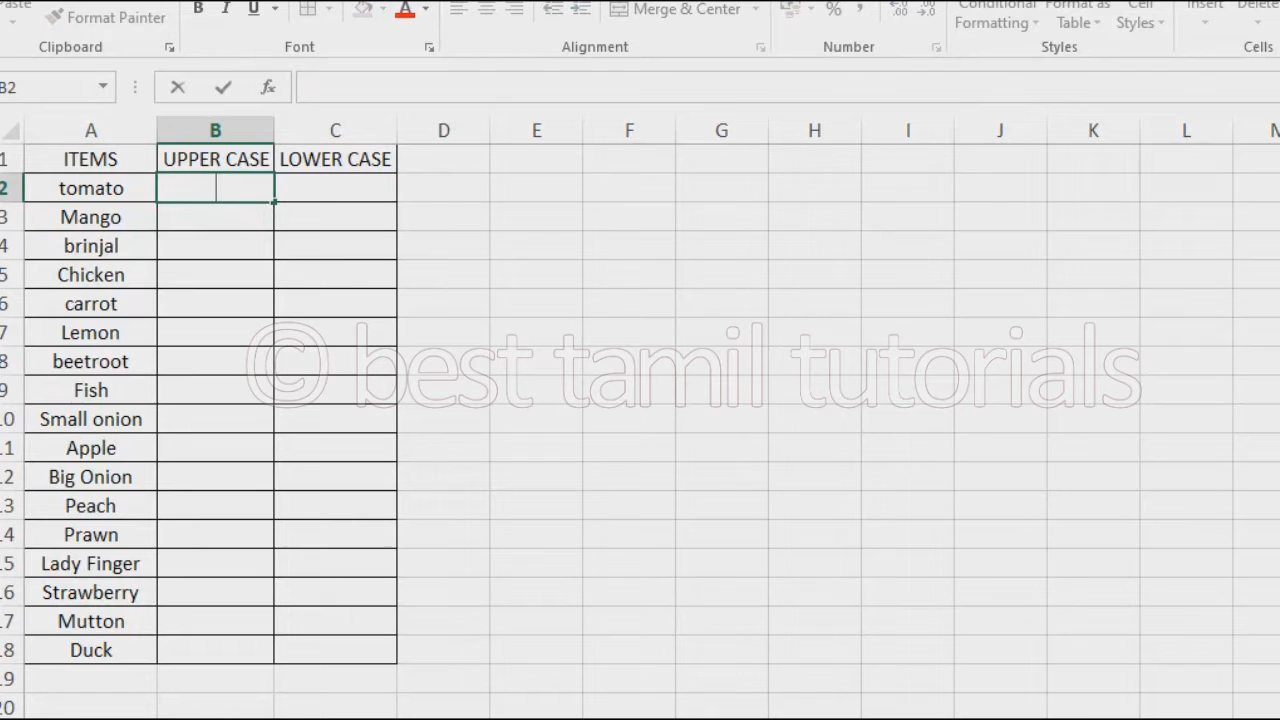 Format Painter
B I U A Merge & Center % Conditional Format as Cell Insert Delete
Formatting Table Styles
Clipboard Font Alignment Number Styles Cells
B2 fx
A B C D E F G H I J K L M
1 ITEMS UPPER CASE LOWER CASE
2 tomato
3 Mango
4 brinjal
5 Chicken
6 carrot
7 Lemon
8 beetroot
9 Fish
10 Small onion
11 Apple
12 Big Onion
13 Peach
14 Prawn
15 Lady Finger
16 Strawberry
17 Mutton
18 Duck
19
20
© best tamil tutorials